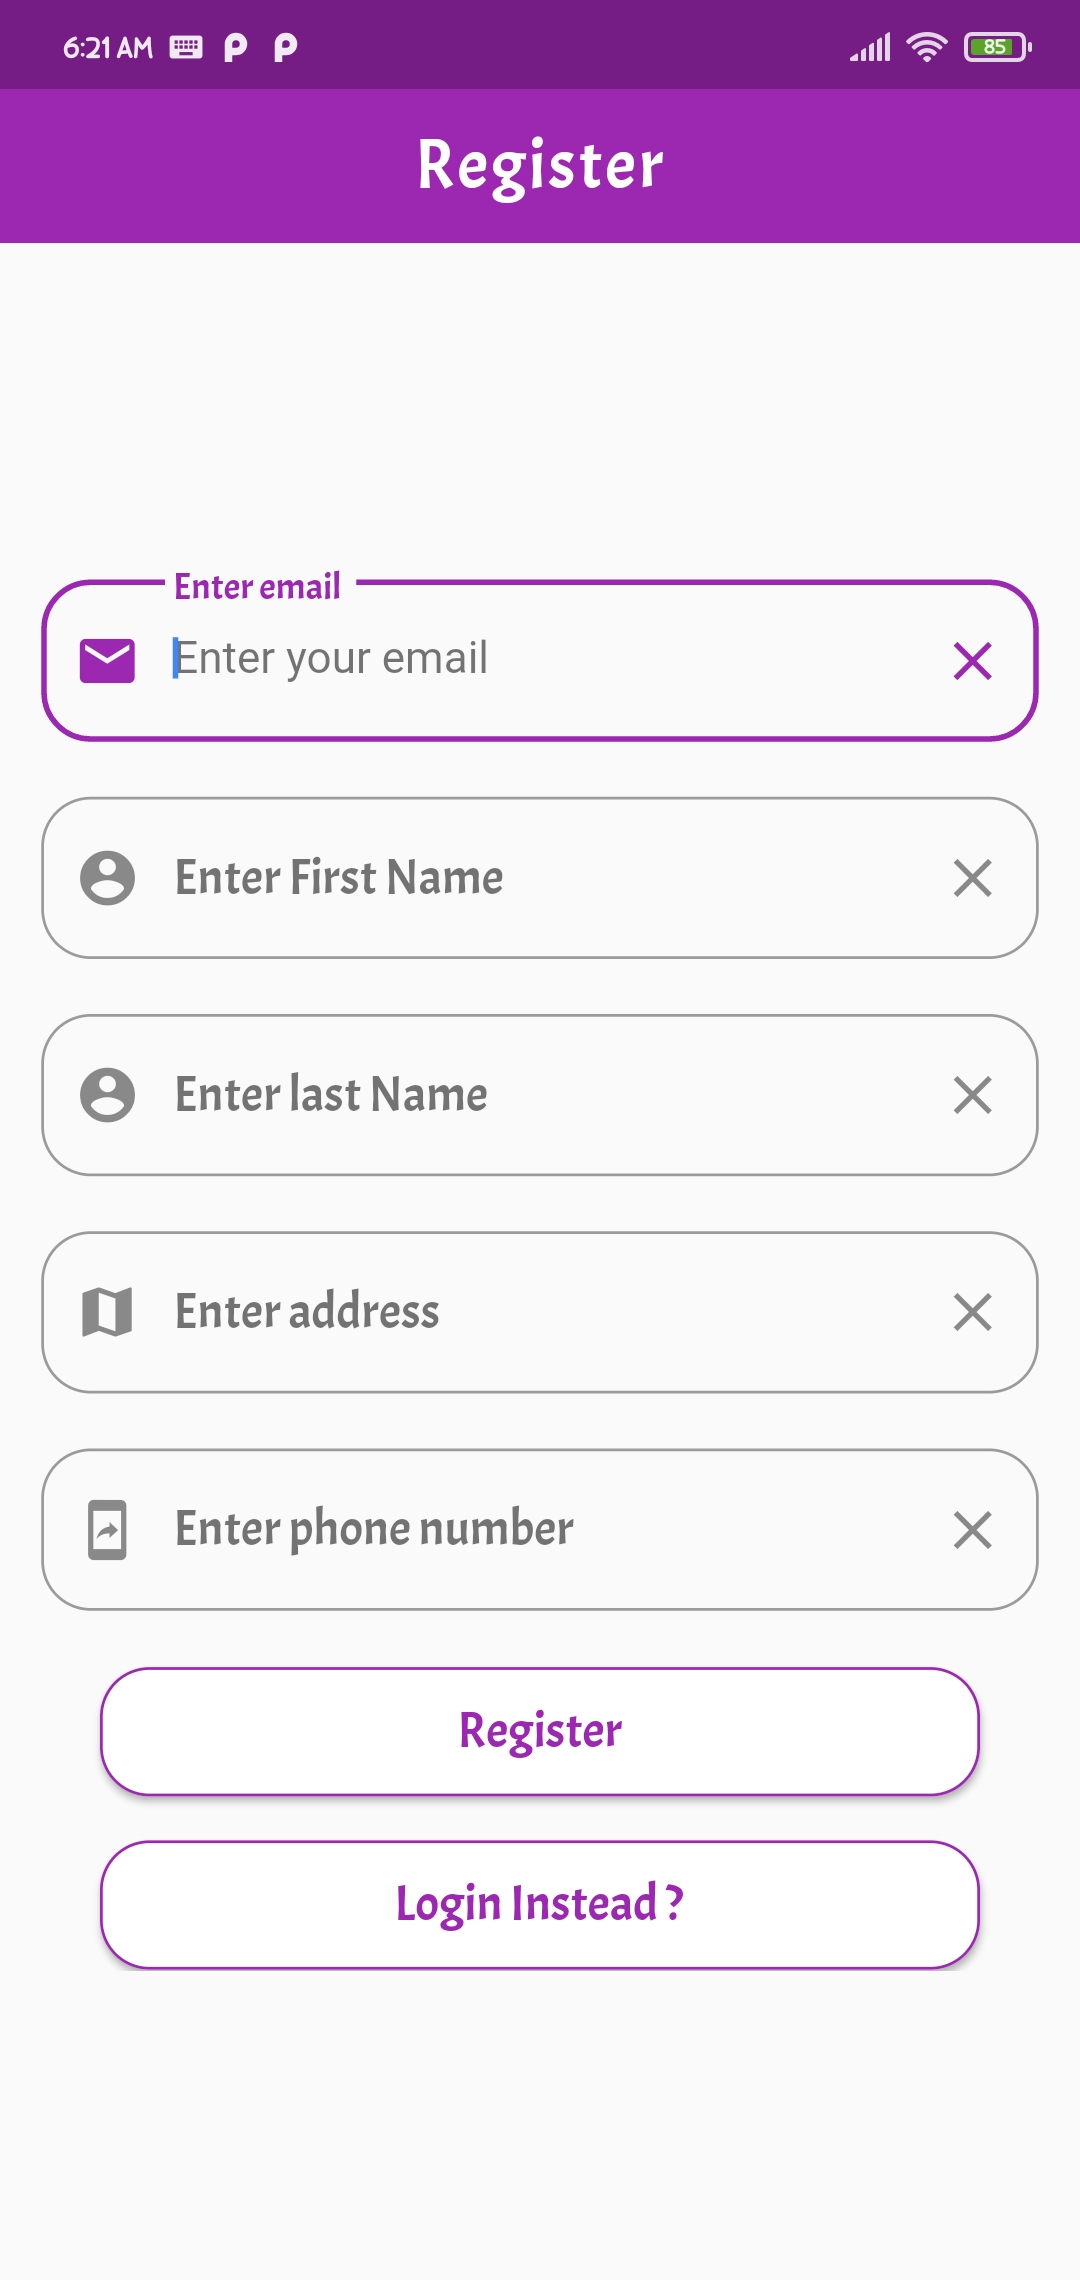 6:21 AM
85
Register
Enter email
Enter your email
Enter First Name
Enter last Name
Enter address
Enter phone number
Register
Login Instead ?